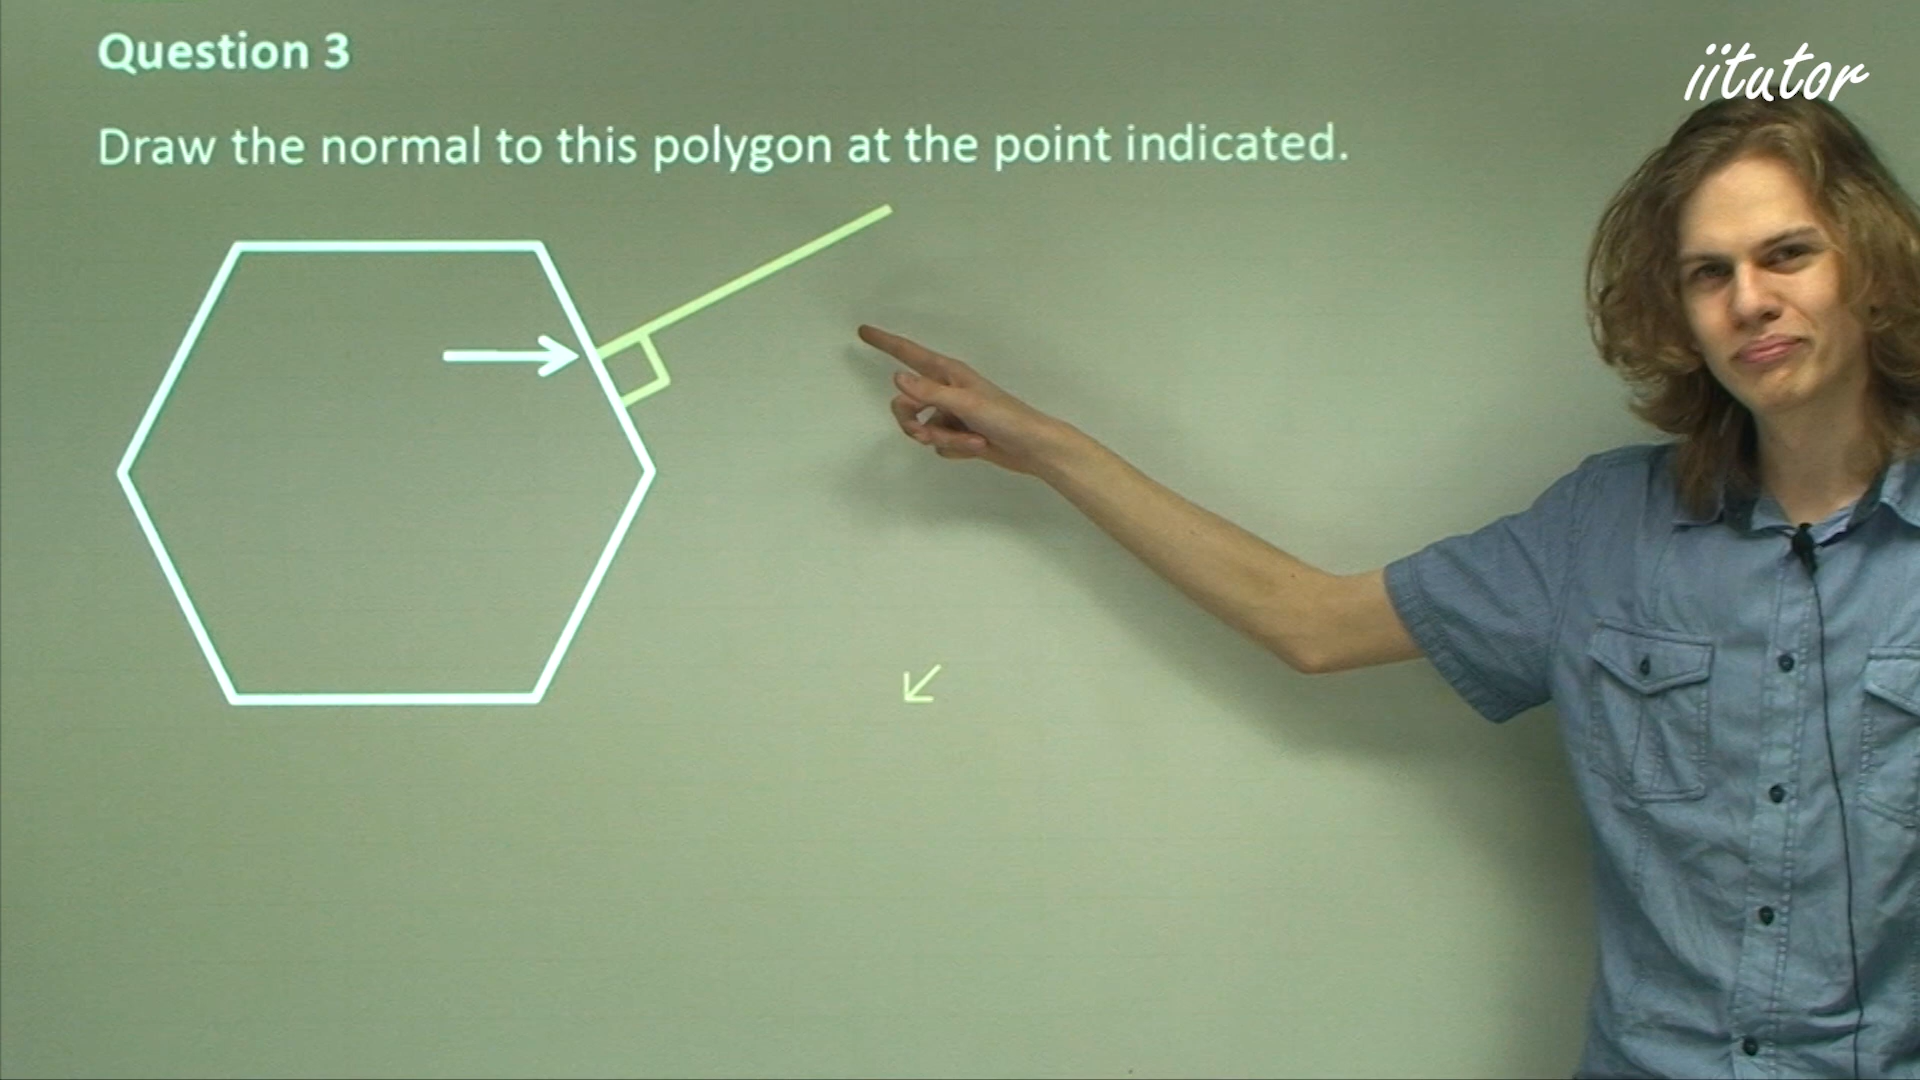 Question 3
iitutor
Draw the normal to this polygon at the point indicated.